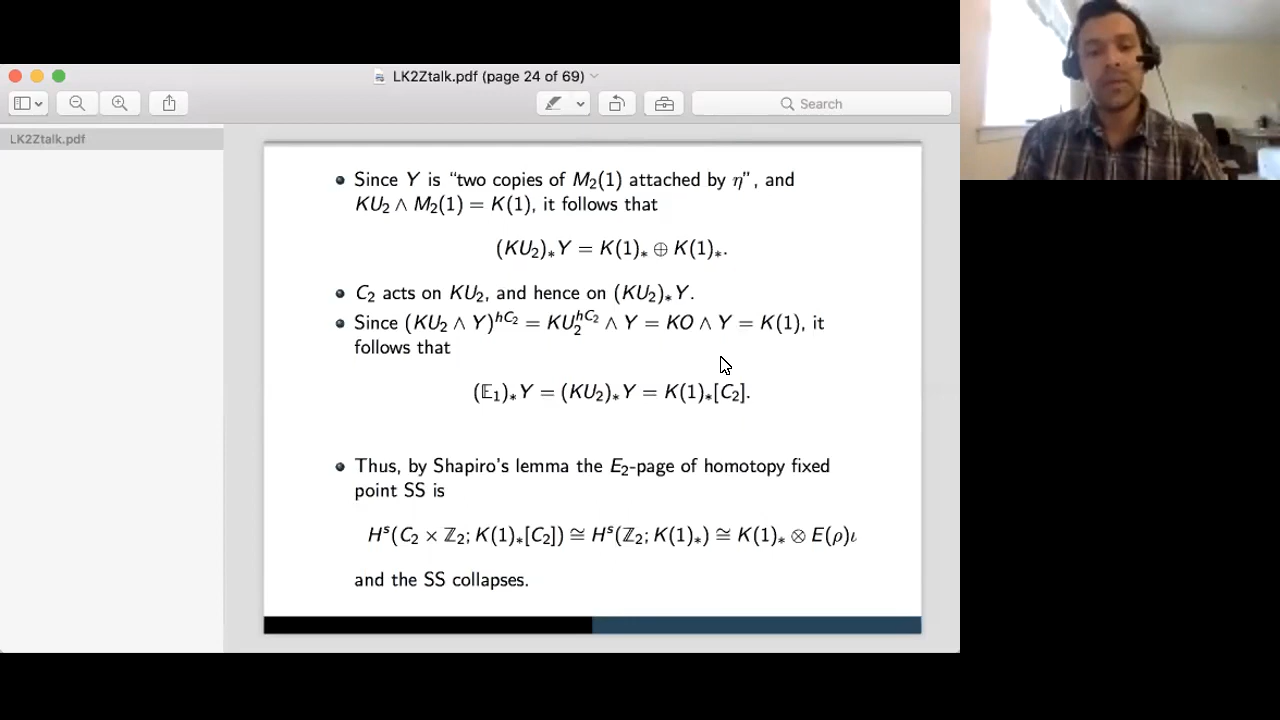 LK2Ztalk.pdf (page 24 of 69)
Search
LK2Ztalk.pdf
• Since Y is “two copies of M₂(1) attached by η”, and
KU₂ ∧ M₂(1) = K(1), it follows that
(KU₂)∗Y = K(1)∗ ⊕ K(1)∗.
• C₂ acts on KU₂, and hence on (KU₂)∗Y.
• Since (KU₂ ∧ Y)^{hC₂} = KU₂^{hC₂} ∧ Y = KO ∧ Y = K(1), it
follows that
(𝔼₁)∗Y = (KU₂)∗Y = K(1)∗[C₂].
• Thus, by Shapiro's lemma the E₂-page of homotopy fixed
point SS is
Hˢ(C₂ × ℤ₂; K(1)∗[C₂]) ≅ Hˢ(ℤ₂; K(1)∗) ≅ K(1)∗ ⊗ E(ρ)ι
and the SS collapses.